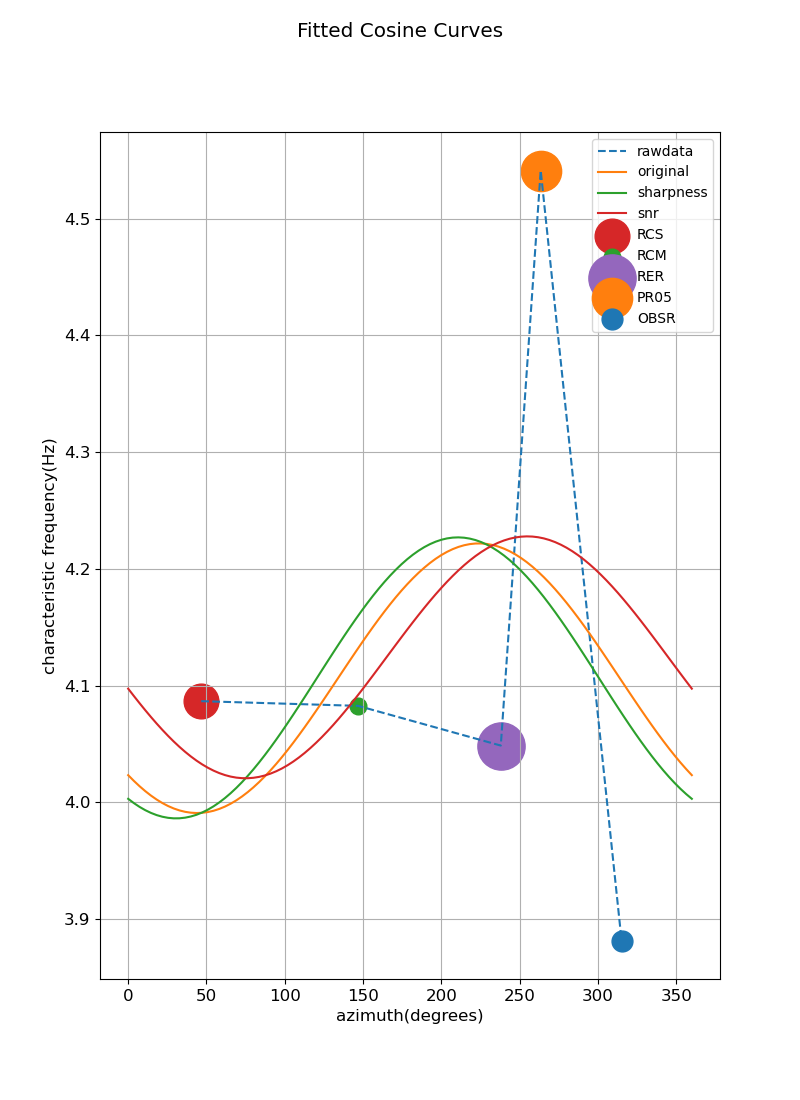 Fitted Cosine Curves
rawdata
original
sharpness
snr
RCS
RCM
RER
PR05
OBSR
4.5
4.4
4.3
4.2
4.1
4.0
3.9
characteristic frequency(Hz)
0 50 100 150 200 250 300 350
azimuth(degrees)